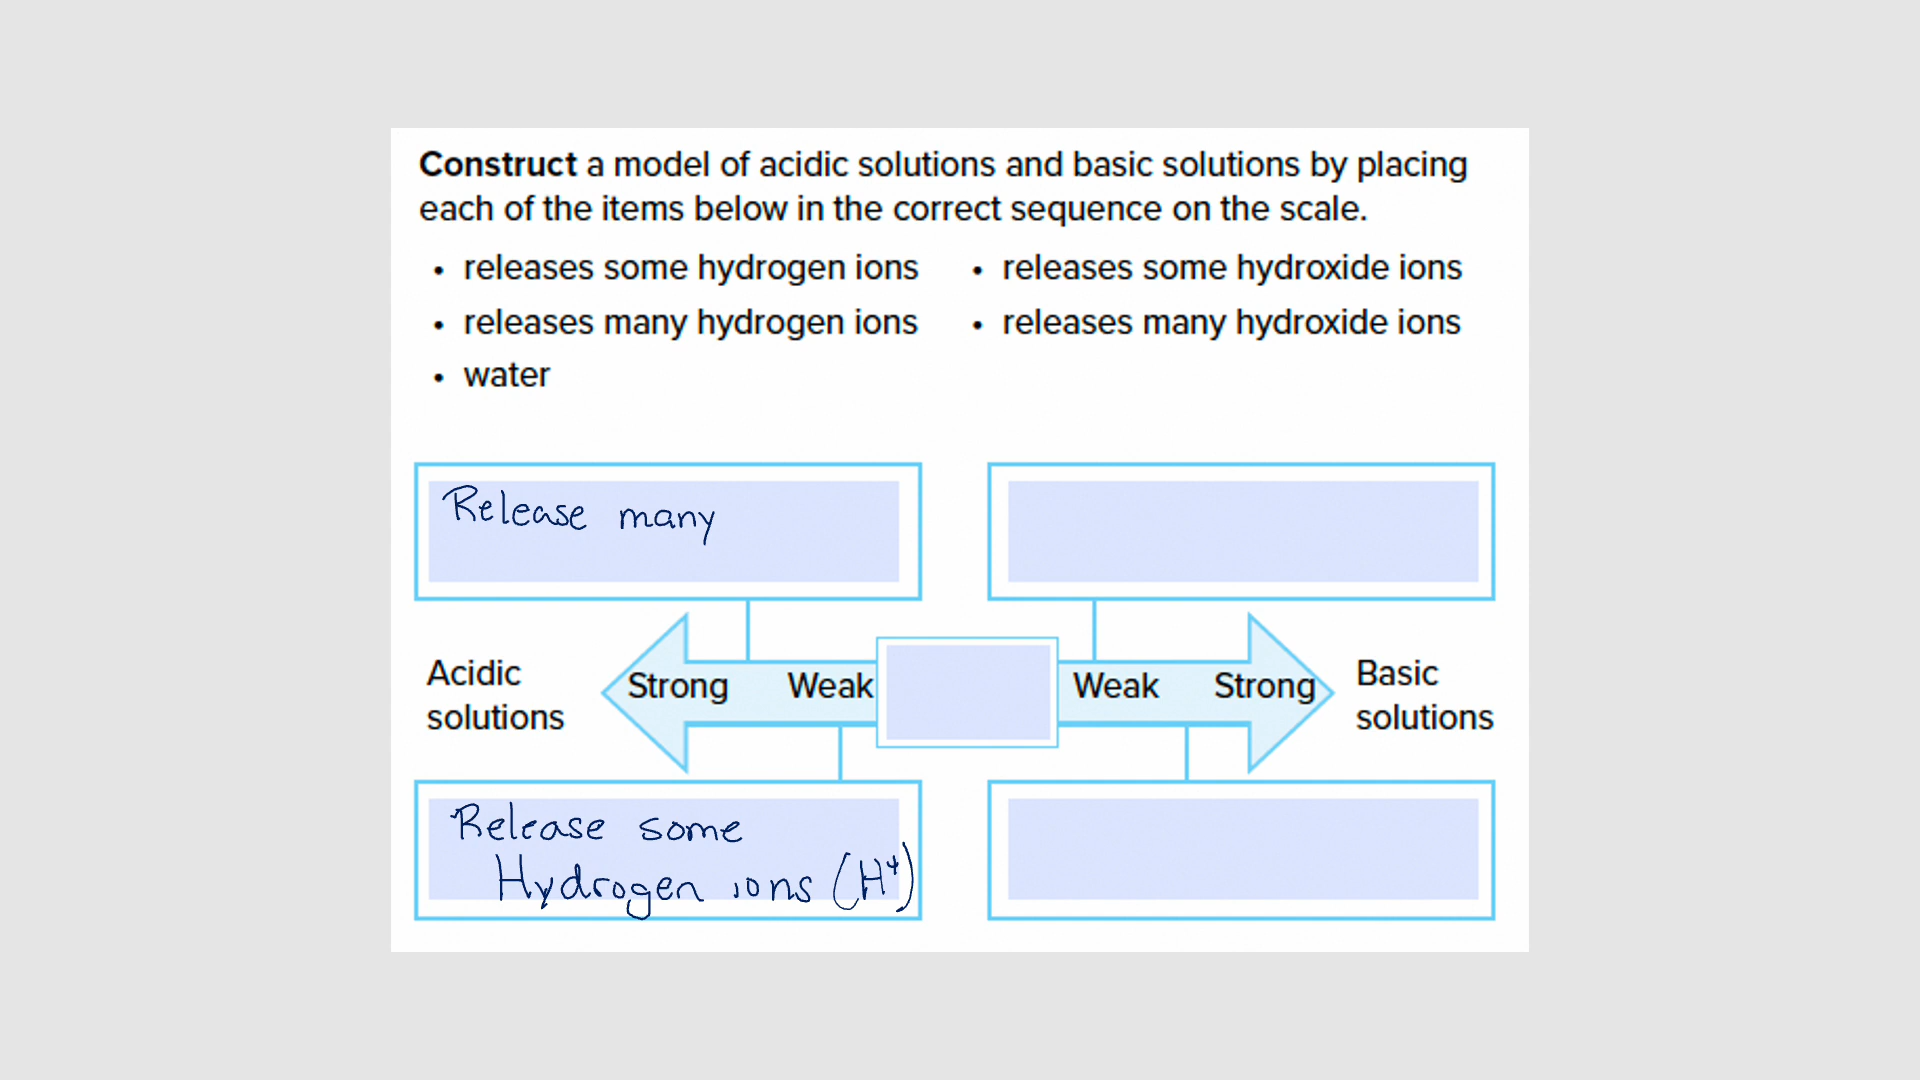 Construct a model of acidic solutions and basic solutions by placing
each of the items below in the correct sequence on the scale.
• releases some hydrogen ions
• releases many hydrogen ions
• water
• releases some hydroxide ions
• releases many hydroxide ions
Release many
Acidic
solutions
Strong Weak
Weak Strong
Basic
solutions
Release some
Hydrogen ions (H⁺)